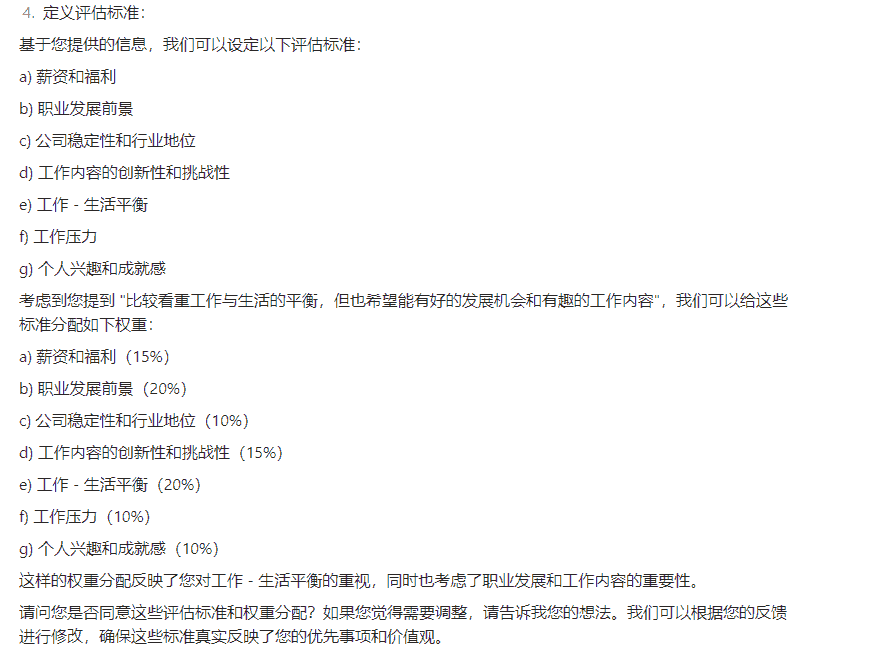 4. 定义评估标准：
基于您提供的信息，我们可以设定以下评估标准：
a) 薪资和福利
b) 职业发展前景
c) 公司稳定性和行业地位
d) 工作内容的创新性和挑战性
e) 工作 - 生活平衡
f) 工作压力
g) 个人兴趣和成就感
考虑到您提到 "比较看重工作与生活的平衡，但也希望能有好的发展机会和有趣的工作内容"，我们可以给这些
标准分配如下权重：
a) 薪资和福利（15%）
b) 职业发展前景（20%）
c) 公司稳定性和行业地位（10%）
d) 工作内容的创新性和挑战性（15%）
e) 工作 - 生活平衡（20%）
f) 工作压力（10%）
g) 个人兴趣和成就感（10%）
这样的权重分配反映了您对工作 - 生活平衡的重视，同时也考虑了职业发展和工作内容的重要性。
请问您是否同意这些评估标准和权重分配？如果您觉得需要调整，请告诉我您的想法。我们可以根据您的反馈
进行修改，确保这些标准真实反映了您的优先事项和价值观。